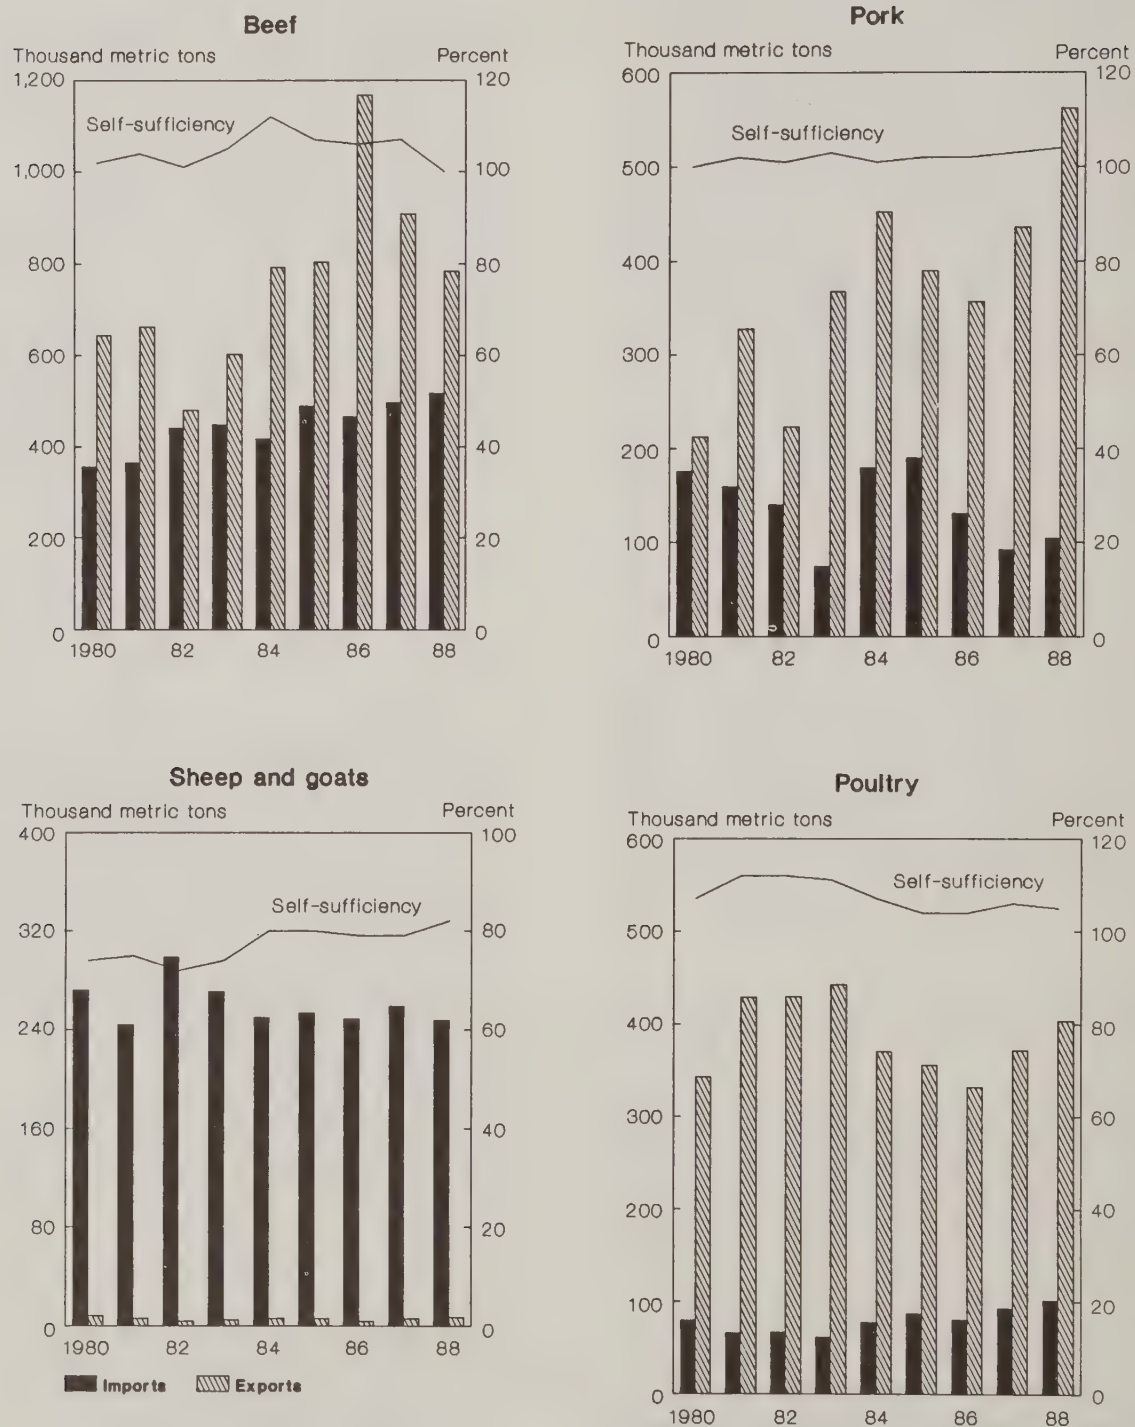 Beef
Thousand metric tons Percent
1,200 120
Self-sufficiency
1,000 100
800 80
600 60
400 40
200 20
0 0
1980 82 84 86 88
Pork
Thousand metric tons Percent
600 120
Self-sufficiency
500 100
400 80
300 60
200 40
100 20
0 0
1980 82 84 86 88
Sheep and goats
Thousand metric tons Percent
400 100
Self-sufficiency
320 80
240 60
160 40
80 20
0 0
1980 82 84 86 88
Imports Exports
Poultry
Thousand metric tons Percent
600 120
Self-sufficiency
500 100
400 80
300 60
200 40
100 20
0 0
1980 82 84 86 88